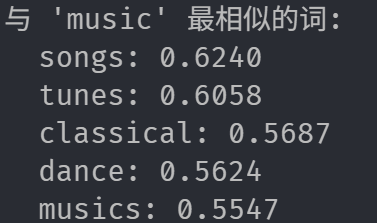 与 'music' 最相似的词:
songs: 0.6240
tunes: 0.6058
classical: 0.5687
dance: 0.5624
musics: 0.5547